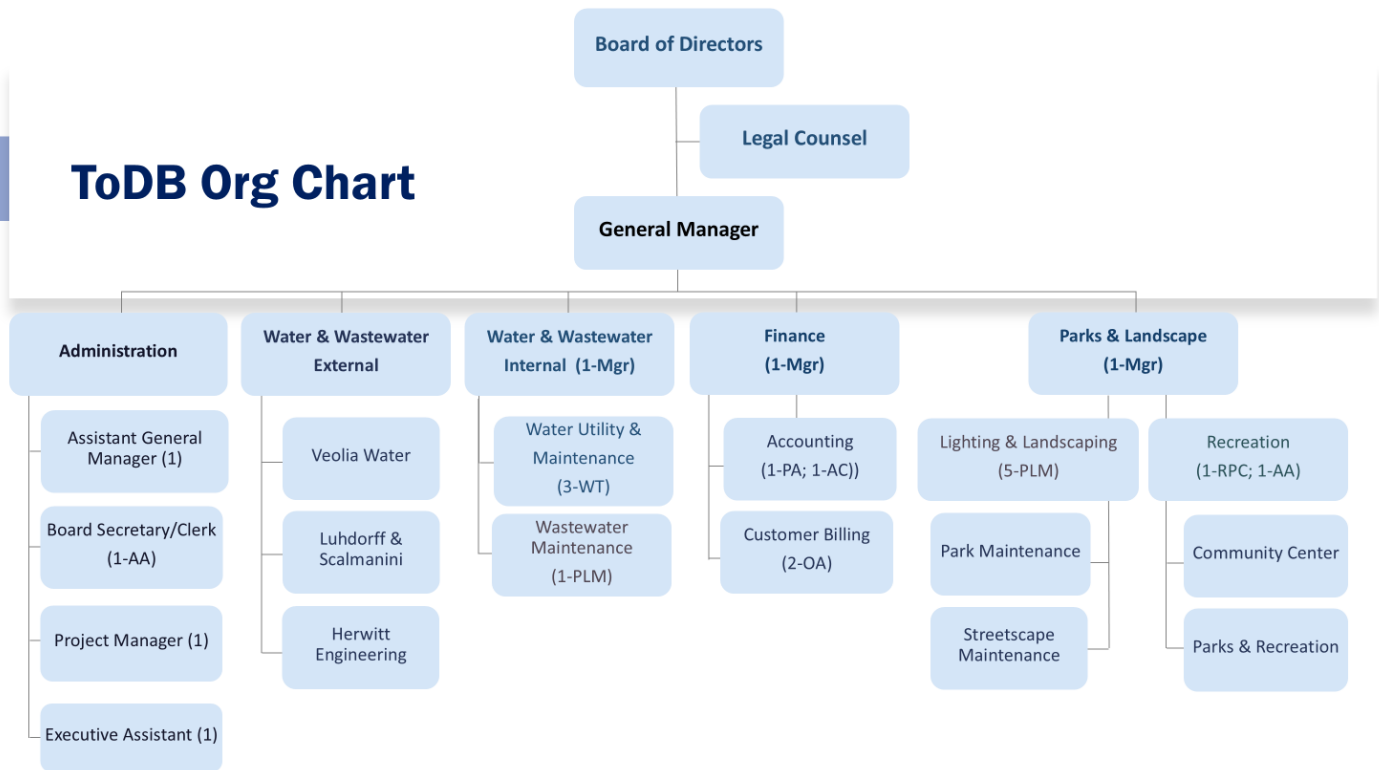 Board of Directors
Legal Counsel
ToDB Org Chart
General Manager
Administration
Water & Wastewater
External
Water & Wastewater
Internal (1-Mgr)
Finance
(1-Mgr)
Parks & Landscape
(1-Mgr)
Assistant General
Manager (1)
Board Secretary/Clerk
(1-AA)
Project Manager (1)
Executive Assistant (1)
Veolia Water
Luhdorff &
Scalmanini
Herwitt
Engineering
Water Utility &
Maintenance
(3-WT)
Wastewater
Maintenance
(1-PLM)
Accounting
(1-PA; 1-AC))
Customer Billing
(2-OA)
Lighting & Landscaping
(5-PLM)
Park Maintenance
Streetscape
Maintenance
Recreation
(1-RPC; 1-AA)
Community Center
Parks & Recreation